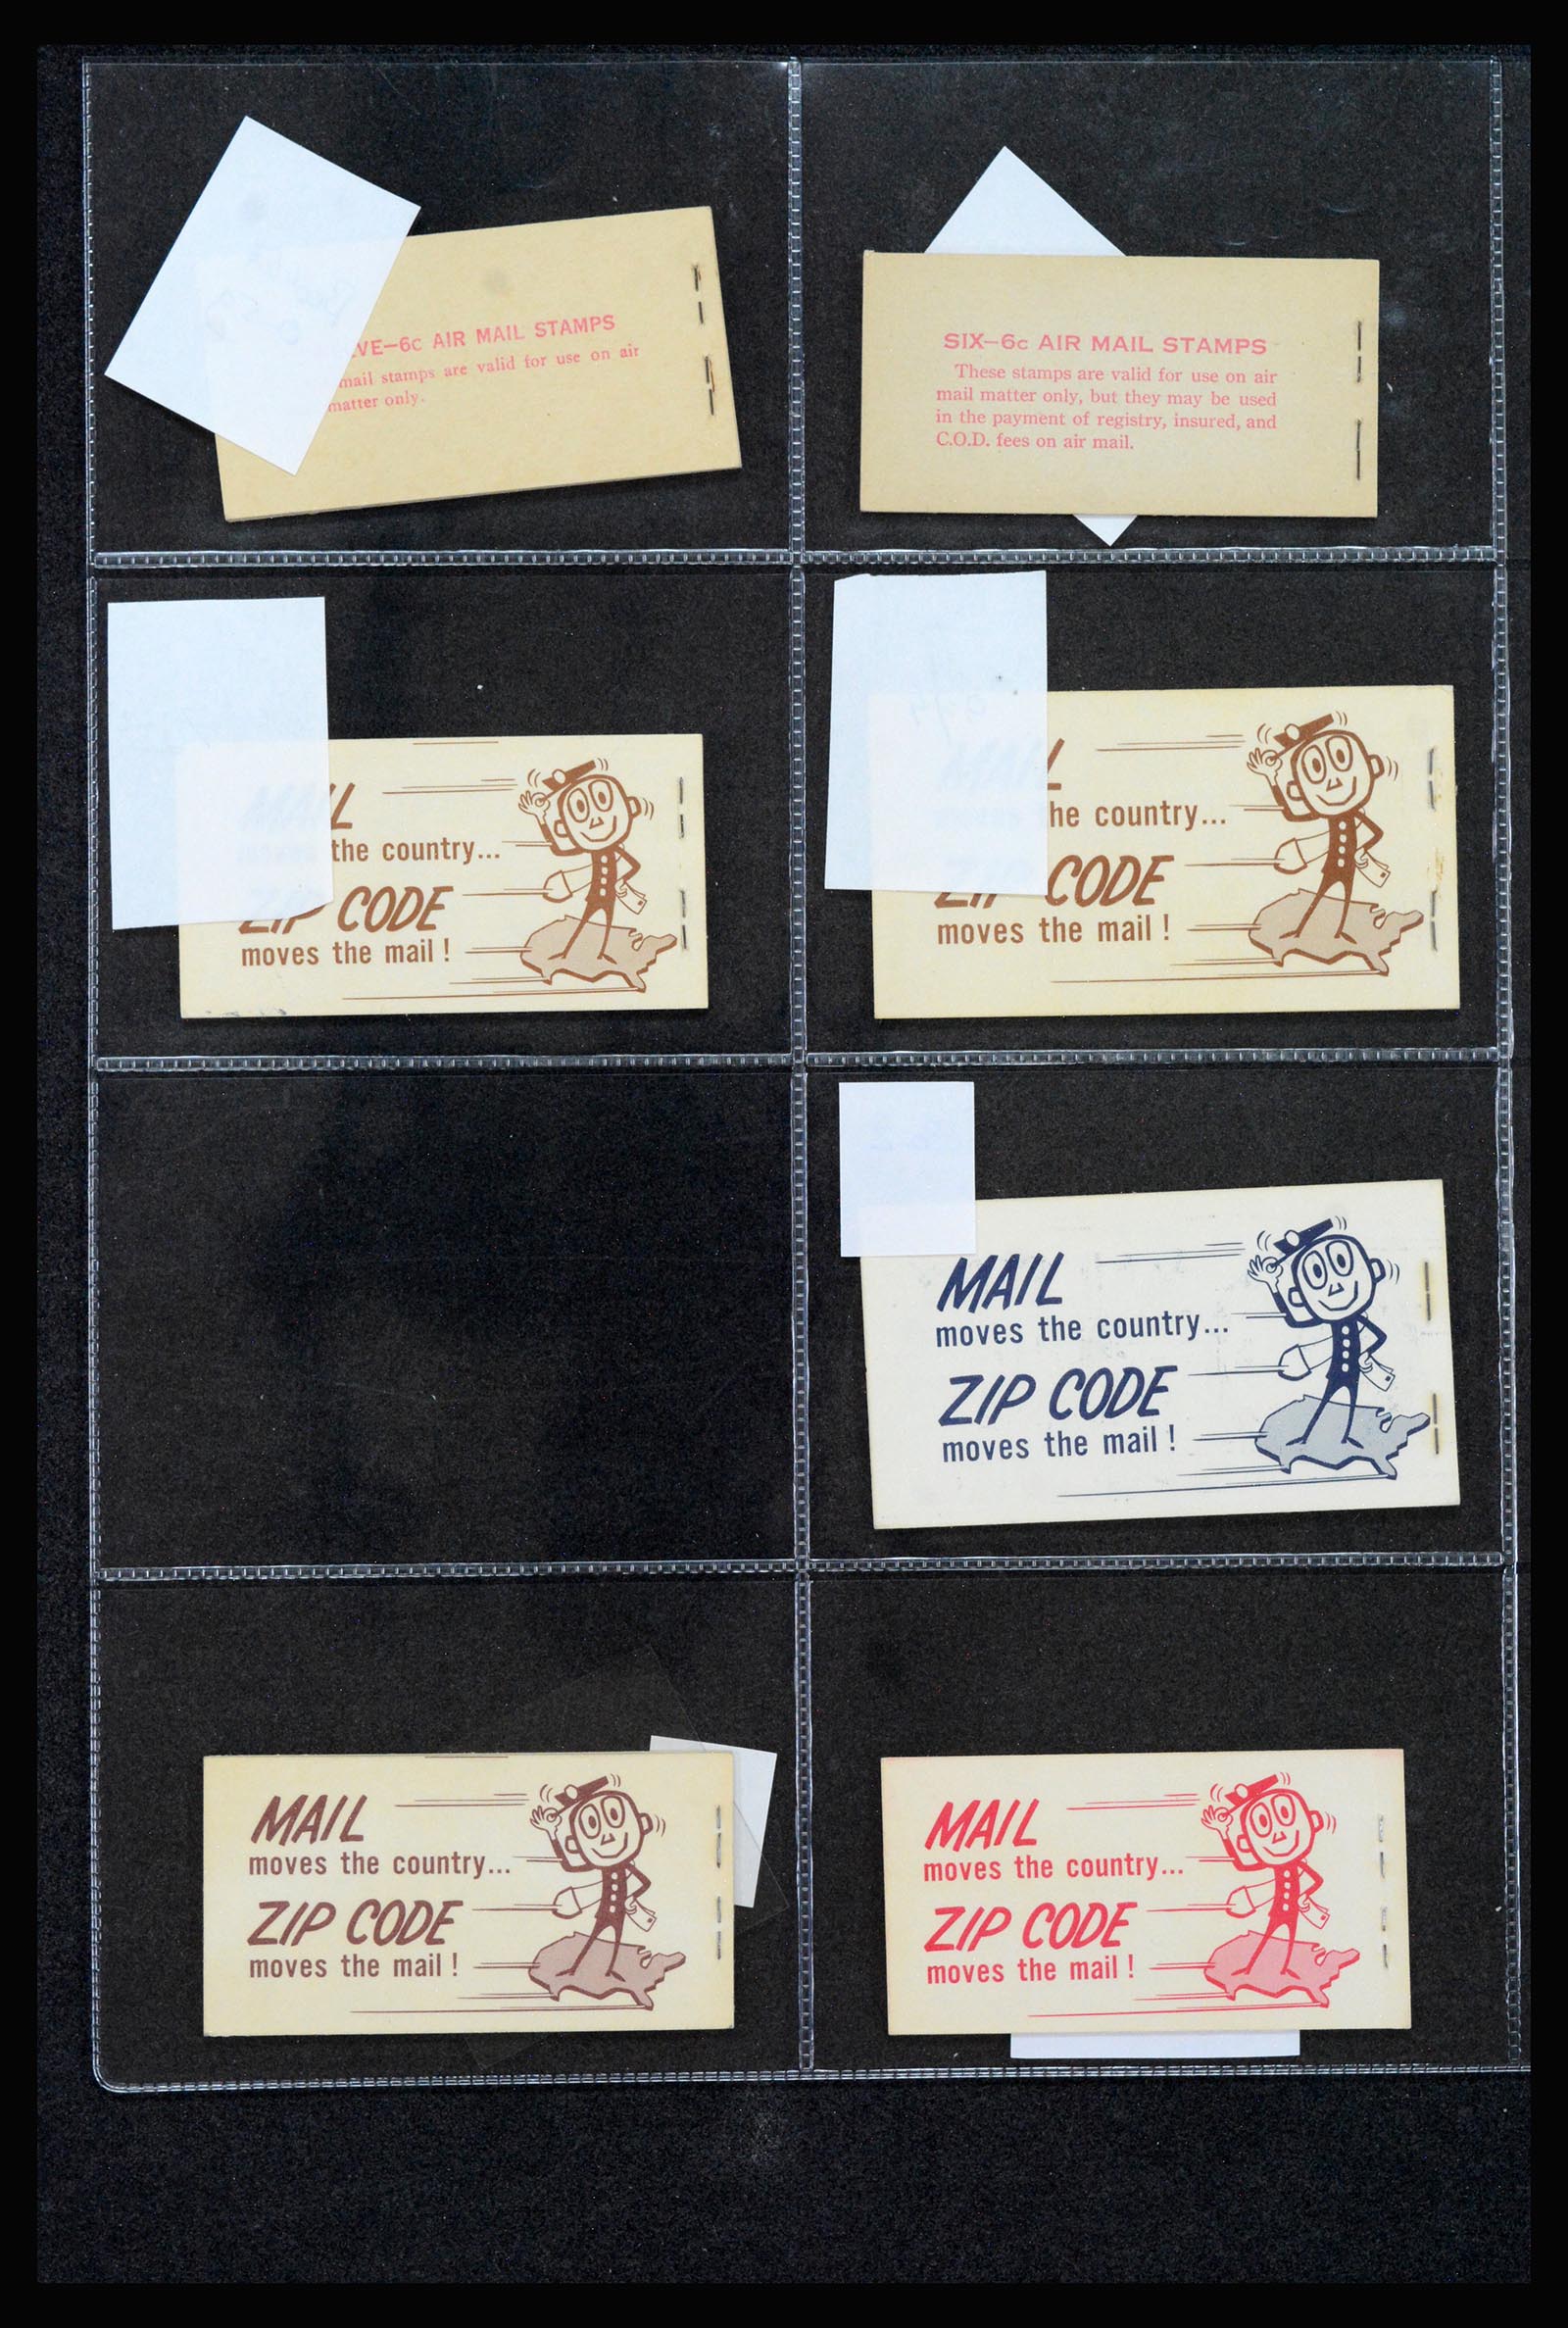 VE—6c AIR MAIL STAMPS
mail stamps are valid for use on air
matter only.
SIX—6c AIR MAIL STAMPS
These stamps are valid for use on air
mail matter only, but they may be used
in the payment of registry, insured, and
C.O.D. fees on air mail.
MAIL
moves the country...
ZIP CODE
moves the mail !
MAIL
moves the country...
ZIP CODE
moves the mail !
MAIL
moves the country...
ZIP CODE
moves the mail !
MAIL
moves the country...
ZIP CODE
moves the mail !
MAIL
moves the country...
ZIP CODE
moves the mail !